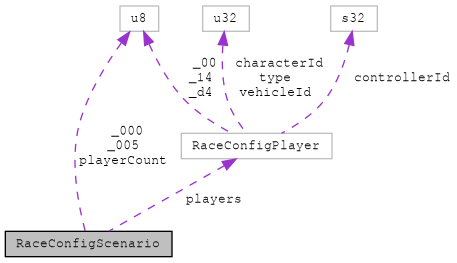 u8
u32
s32
_00
_14
_d4
characterId
type
vehicleId
controllerId
_000
_005
playerCount
RaceConfigPlayer
players
RaceConfigScenario